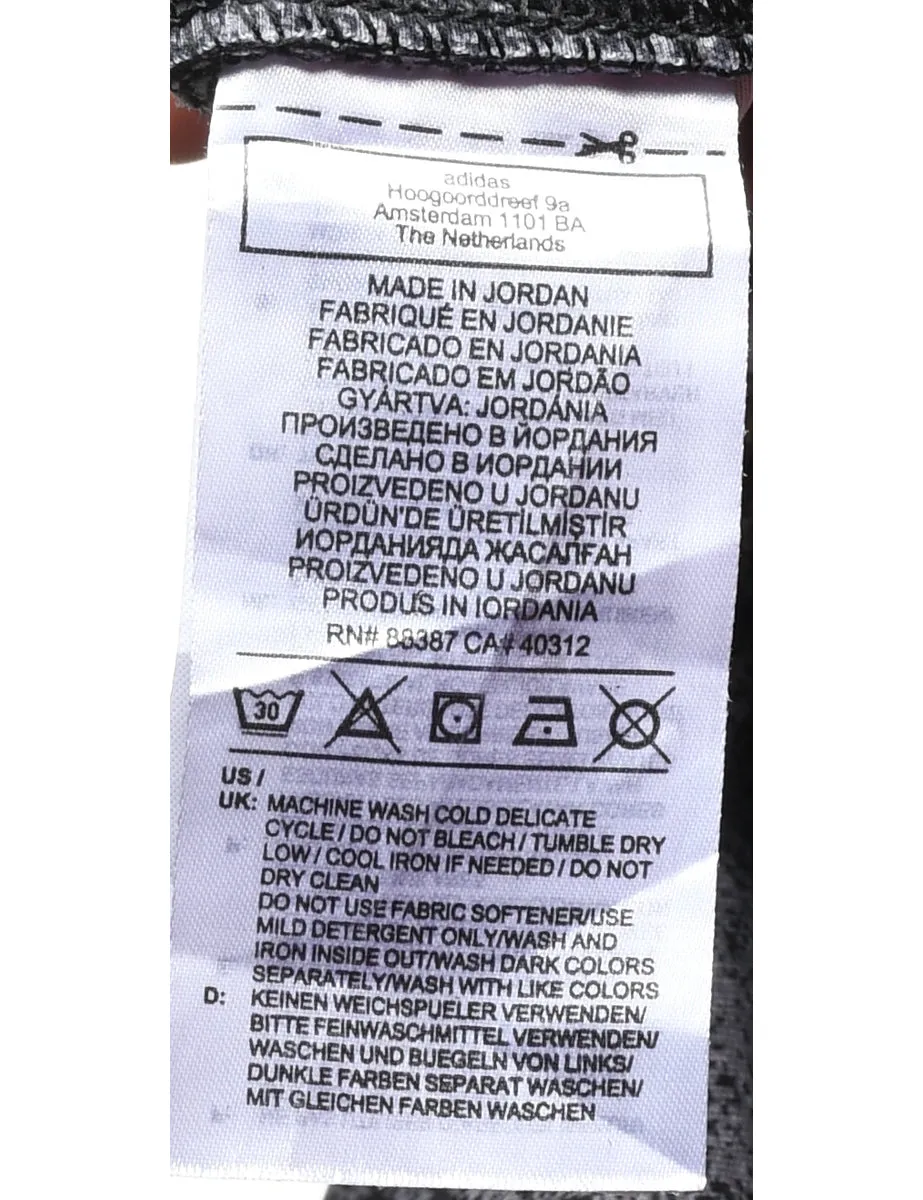 adidas
Hoogoorddreef 9a
Amsterdam 1101 BA
The Netherlands
MADE IN JORDAN
FABRIQUÉ EN JORDANIE
FABRICADO EN JORDANIA
FABRICADO EM JORDÃO
GYÁRTVA: JORDÁNIA
ПРОИЗВЕДЕНО В ЙОРДАНИЯ
СДЕЛАНО В ИОРДАНИИ
PROIZVEDENO U JORDANU
ÜRDÜN'DE ÜRETİLMİŞTİR
ИОРДАНИЯДА ЖАСАЛҒАН
PROIZVEDENO U JORDANU
PRODUS IN IORDANIA
RN# 88387 CA# 40312
30
US /
UK: MACHINE WASH COLD DELICATE
CYCLE / DO NOT BLEACH / TUMBLE DRY
LOW / COOL IRON IF NEEDED / DO NOT
DRY CLEAN
DO NOT USE FABRIC SOFTENER/USE
MILD DETERGENT ONLY/WASH AND
IRON INSIDE OUT/WASH DARK COLORS
SEPARATELY/WASH WITH LIKE COLORS
D: KEINEN WEICHSPUELER VERWENDEN/
BITTE FEINWASCHMITTEL VERWENDEN/
WASCHEN UND BUEGELN VON LINKS/
DUNKLE FARBEN SEPARAT WASCHEN/
MIT GLEICHEN FARBEN WASCHEN